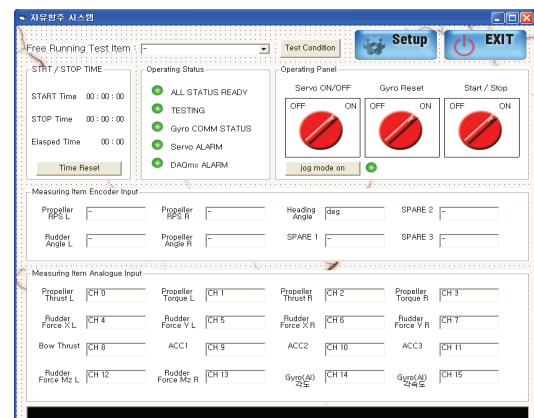 자유항주 시스템
Free Running Test Item : - Test Condition Setup EXIT
STRT / STOP TIME Operating Status Operating Panel
START Time 00 : 00 : 00
STOP Time 00 : 00 : 00
Elasped Time 00 : 00
Time Reset
ALL STATUS READY
TESTING
Gyro COMM STATUS
Servo ALARM
DAQmx ALARM
Servo ON/OFF Gyro Reset Start / Stop
OFF ON OFF ON OFF ON
jog mode on
Measuring Item Encorder Input
Propeller RPS L - Propeller RPS R - Heading Angle deg SPARE 2 -
Rudder Angle L - Propeller Angle R - SPARE 1 - SPARE 3 -
Measuring Item Analogue Input
Propeller Thrust L CH 0 Propeller Torque L CH 1 Propeller Thrust R CH 2 Propeller Torque R CH 3
Rudder Force X L CH 4 Rudder Force Y L CH 5 Rudder Force X R CH 6 Rudder Force Y R CH 7
Bow Thrust CH 8 ACC1 CH 9 ACC2 CH 10 ACC3 CH 11
Rudder Force Mz L CH 12 Rudder Force Mz R CH 13 Gyro(AI) 각도 CH 14 Gyro(AI) 각속도 CH 15